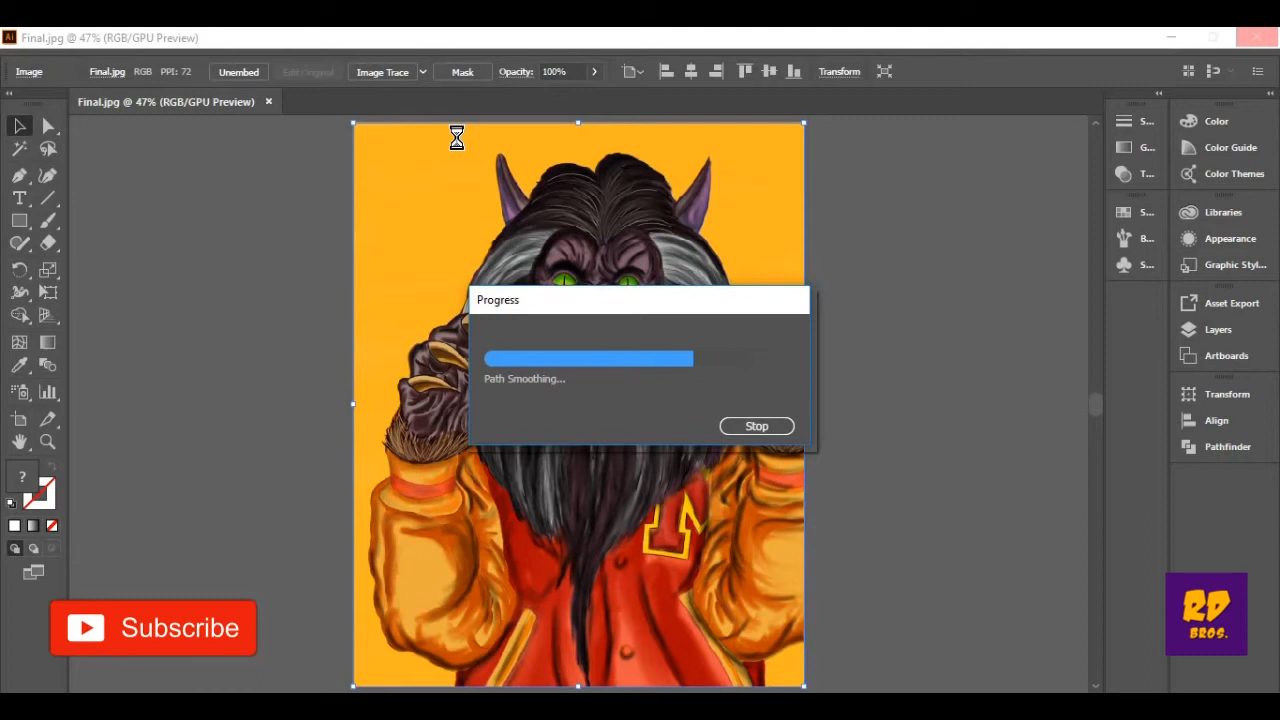 Ai Final.jpg @ 47% (RGB/GPU Preview)
Image Final.jpg RGB PPI: 72 Unembed Edit Original Image Trace Mask Opacity: 100% Transform
Final.jpg @ 47% (RGB/GPU Preview) ×
S... Color
G... Color Guide
T... Color Themes
S... Libraries
B... Appearance
S... Graphic Styl...
Asset Export
Layers
Artboards
Transform
Align
Pathfinder
T
?
Progress
Path Smoothing...
Stop
Subscribe
RD
BROS.